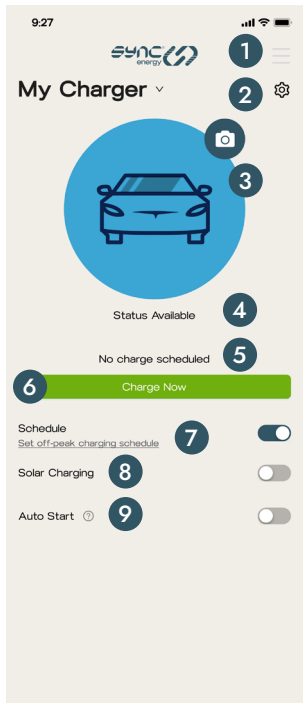 9:27
sync
energy
1
My Charger
2
3
Status Available 4
No charge scheduled 5
6 Charge Now
Schedule
Set off-peak charging schedule 7
Solar Charging 8
Auto Start ? 9